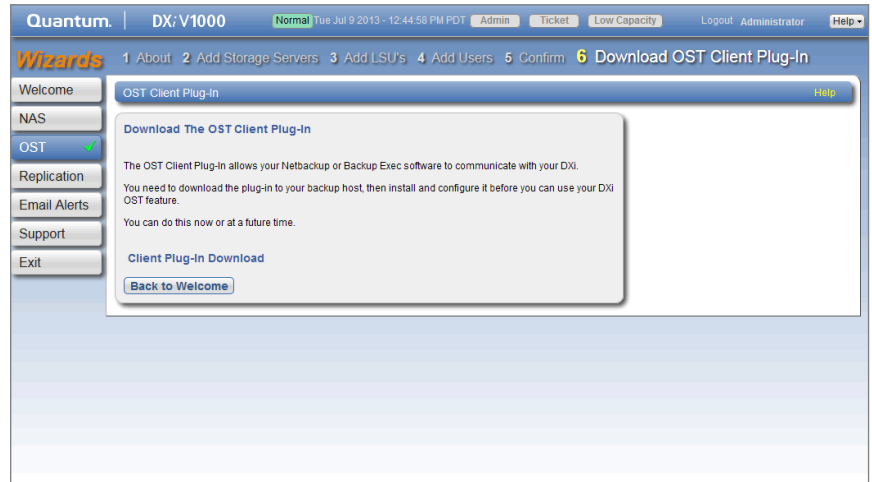 Quantum. DXi V1000 Normal Tue Jul 9 2013 - 12:44:58 PM PDT Admin Ticket Low Capacity Logout Administrator Help
Wizards 1 About 2 Add Storage Servers 3 Add LSU's 4 Add Users 5 Confirm 6 Download OST Client Plug-In
Welcome
NAS
OST
Replication
Email Alerts
Support
Exit
OST Client Plug-In Help
Download The OST Client Plug-In
The OST Client Plug-In allows your Netbackup or Backup Exec software to communicate with your DXi.
You need to download the plug-in to your backup host, then install and configure it before you can use your DXi
OST feature.
You can do this now or at a future time.
Client Plug-In Download
Back to Welcome